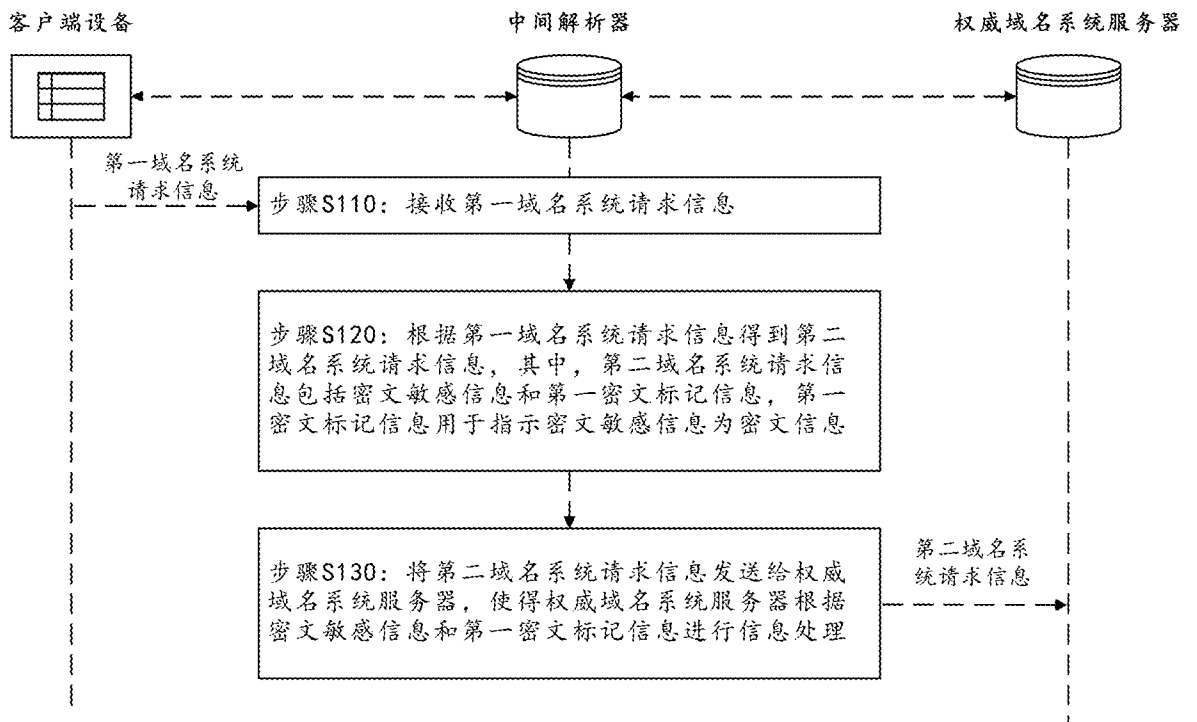 客户端设备
中间解析器
权威域名系统服务器
第一域名系统
请求信息
步骤S110：接收第一域名系统请求信息
步骤S120：根据第一域名系统请求信息得到第二
域名系统请求信息，其中，第二域名系统请求信
息包括密文敏感信息和第一密文标记信息，第一
密文标记信息用于指示密文敏感信息为密文信息
步骤S130：将第二域名系统请求信息发送给权威
域名系统服务器，使得权威域名系统服务器根据
密文敏感信息和第一密文标记信息进行信息处理
第二域名系
统请求信息